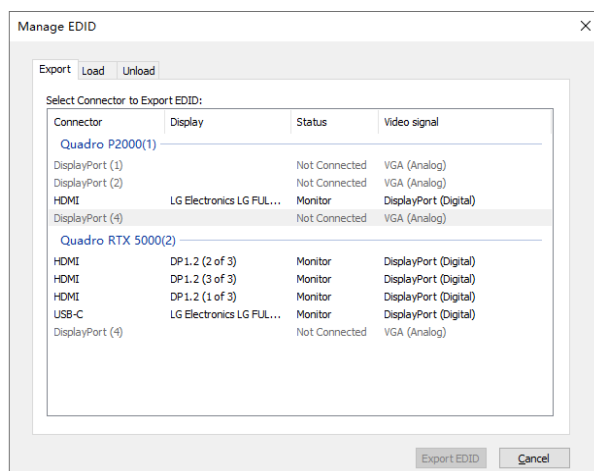 Manage EDID
Export Load Unload
Select Connector to Export EDID:
Connector Display Status Video signal
Quadro P2000(1)
DisplayPort (1) Not Connected VGA (Analog)
DisplayPort (2) Not Connected VGA (Analog)
HDMI LG Electronics LG FUL... Monitor DisplayPort (Digital)
DisplayPort (4) Not Connected VGA (Analog)
Quadro RTX 5000(2)
HDMI DP1.2 (2 of 3) Monitor DisplayPort (Digital)
HDMI DP1.2 (3 of 3) Monitor DisplayPort (Digital)
HDMI DP1.2 (1 of 3) Monitor DisplayPort (Digital)
USB-C LG Electronics LG FUL... Monitor DisplayPort (Digital)
DisplayPort (4) Not Connected VGA (Analog)
Export EDID Cancel